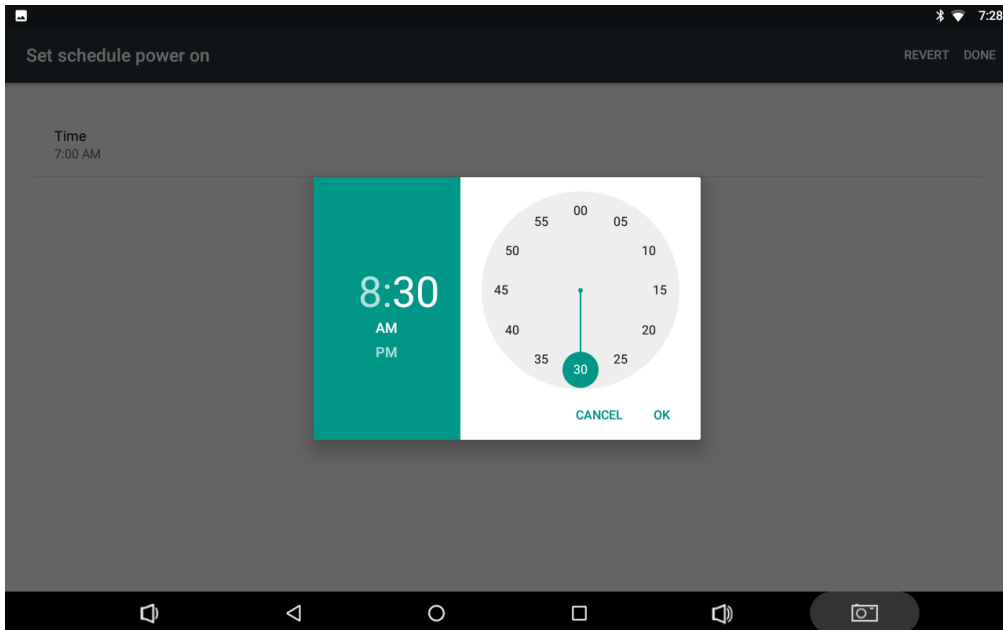 7:28
Set schedule power on
REVERT DONE
Time
7:00 AM
8:30
AM
PM
00
55 05
50 10
45 15
40 20
35 25
30
CANCEL OK